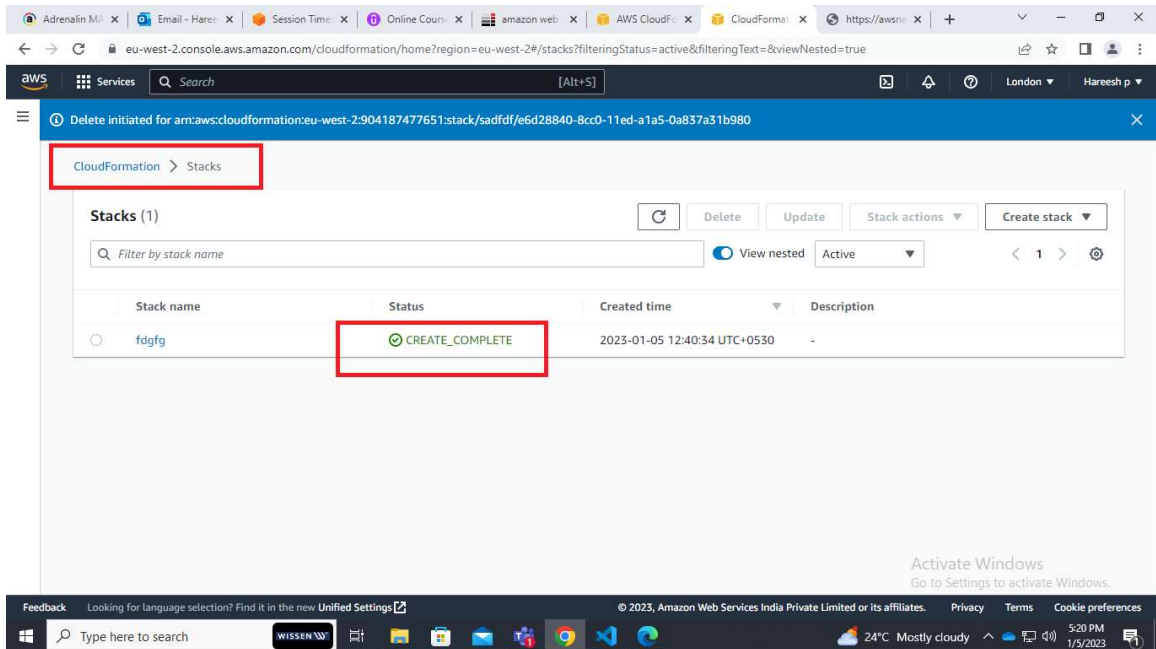 Adrenalin MA
Email - Haree
Session Time
Online Course
amazon web
AWS CloudFo
CloudFormat
https://awsne
eu-west-2.console.aws.amazon.com/cloudformation/home?region=eu-west-2#/stacks?filteringStatus=active&filteringText=&viewNested=true
aws Services Search [Alt+S] London Hareesh p
Delete initiated for arn:aws:cloudformation:eu-west-2:904187477651:stack/sadfdf/e6d28840-8cc0-11ed-a1a5-0a837a31b980
CloudFormation > Stacks
Stacks (1) Delete Update Stack actions Create stack
Filter by stack name View nested Active 1
Stack name Status Created time Description
fdgfg CREATE_COMPLETE 2023-01-05 12:40:34 UTC+0530 -
Activate Windows
Go to Settings to activate Windows.
Feedback Looking for language selection? Find it in the new Unified Settings © 2023, Amazon Web Services India Private Limited or its affiliates. Privacy Terms Cookie preferences
Type here to search WISSEN 24°C Mostly cloudy 5:20 PM
1/5/2023